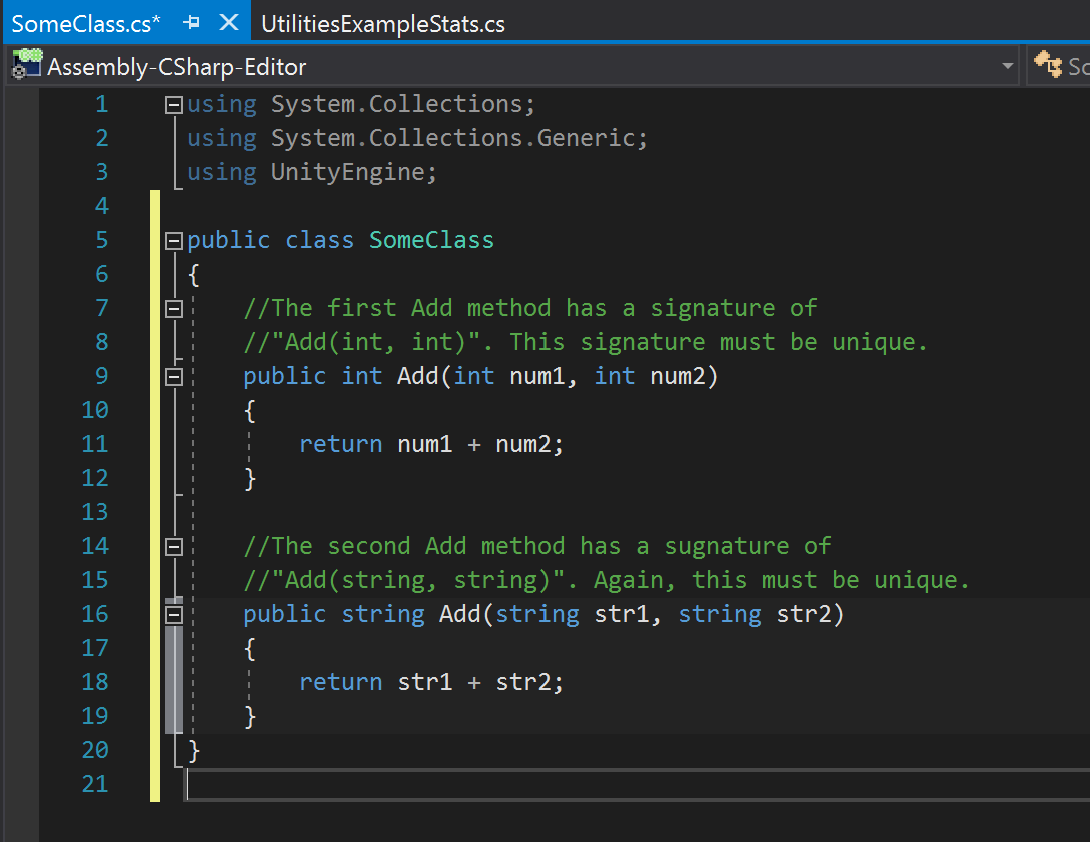 SomeClass.cs* UtilitiesExampleStats.cs
Assembly-CSharp-Editor
1 using System.Collections;
2 using System.Collections.Generic;
3 using UnityEngine;
4
5 public class SomeClass
6 {
7 //The first Add method has a signature of
8 //"Add(int, int)". This signature must be unique.
9 public int Add(int num1, int num2)
10 {
11 return num1 + num2;
12 }
13
14 //The second Add method has a sugnature of
15 //"Add(string, string)". Again, this must be unique.
16 public string Add(string str1, string str2)
17 {
18 return str1 + str2;
19 }
20 }
21